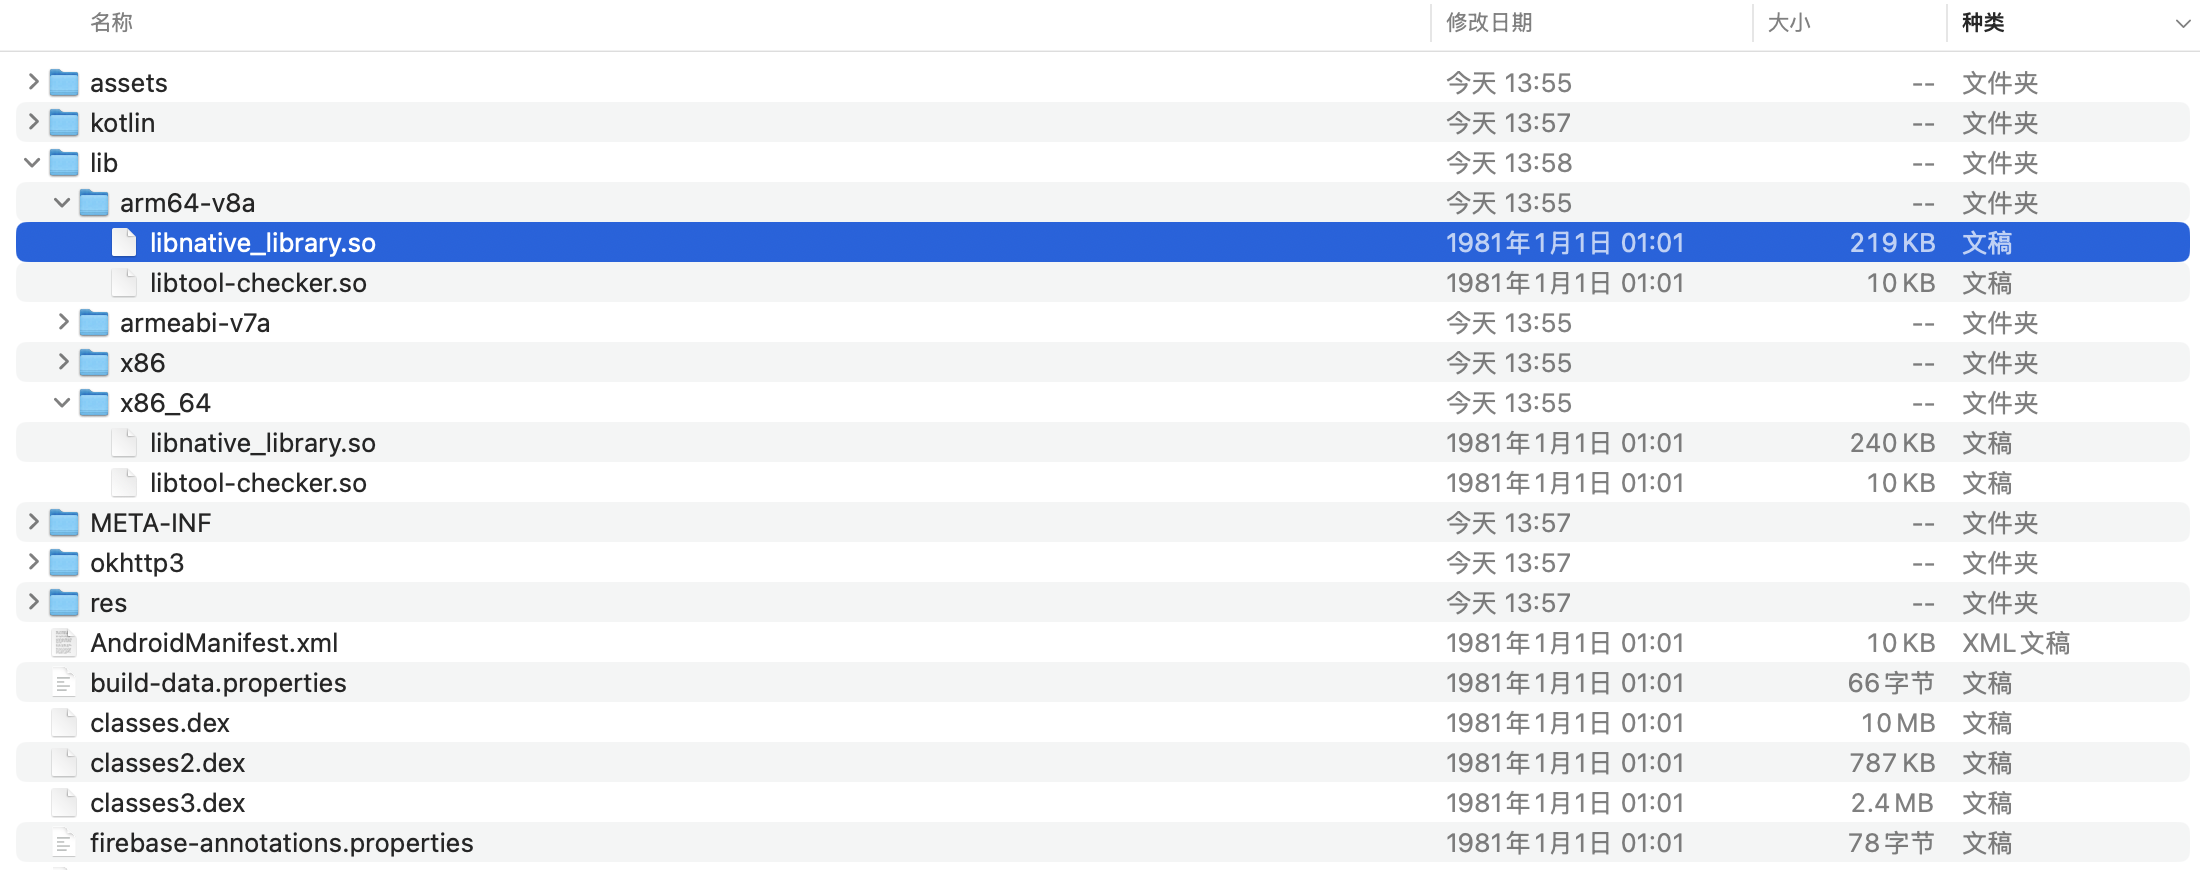 名称 修改日期 大小 种类
assets 今天 13:55 -- 文件夹
kotlin 今天 13:57 -- 文件夹
lib 今天 13:58 -- 文件夹
arm64-v8a 今天 13:55 -- 文件夹
libnative_library.so 1981年1月1日 01:01 219 KB 文稿
libtool-checker.so 1981年1月1日 01:01 10 KB 文稿
armeabi-v7a 今天 13:55 -- 文件夹
x86 今天 13:55 -- 文件夹
x86_64 今天 13:55 -- 文件夹
libnative_library.so 1981年1月1日 01:01 240 KB 文稿
libtool-checker.so 1981年1月1日 01:01 10 KB 文稿
META-INF 今天 13:57 -- 文件夹
okhttp3 今天 13:57 -- 文件夹
res 今天 13:57 -- 文件夹
AndroidManifest.xml 1981年1月1日 01:01 10 KB XML文稿
build-data.properties 1981年1月1日 01:01 66字节 文稿
classes.dex 1981年1月1日 01:01 10 MB 文稿
classes2.dex 1981年1月1日 01:01 787 KB 文稿
classes3.dex 1981年1月1日 01:01 2.4 MB 文稿
firebase-annotations.properties 1981年1月1日 01:01 78字节 文稿